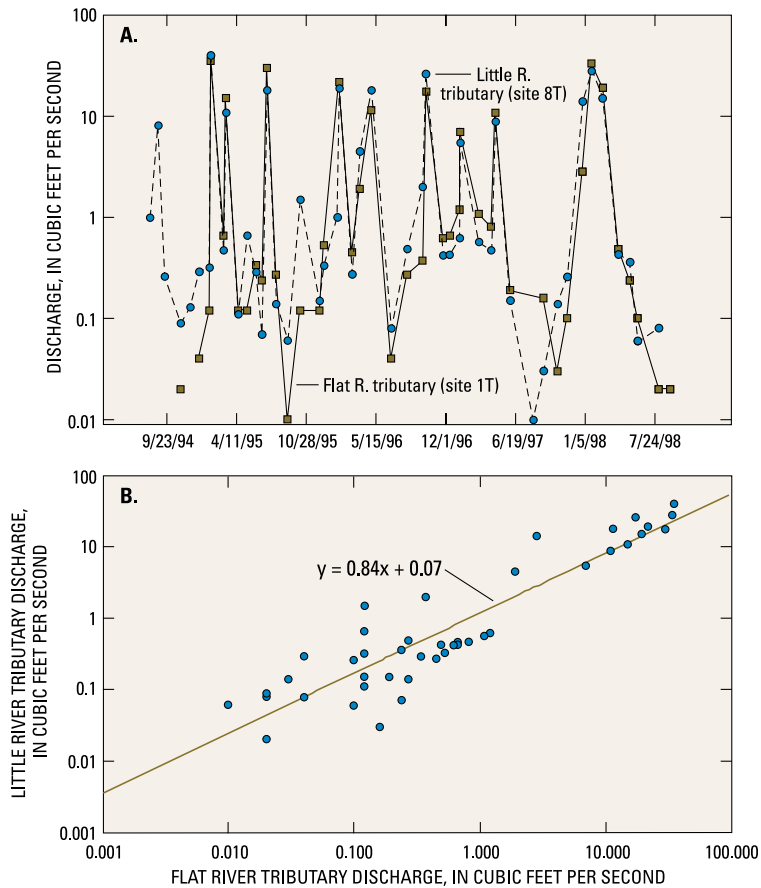 A.
DISCHARGE, IN CUBIC FEET PER SECOND
100
10
1
0.1
0.01
Little R.
tributary (site 8T)
Flat R. tributary (site 1T)
9/23/94 4/11/95 10/28/95 5/15/96 12/1/96 6/19/97 1/5/98 7/24/98
B.
LITTLE RIVER TRIBUTARY DISCHARGE,
IN CUBIC FEET PER SECOND
100
10
1
0.1
0.01
0.001
y = 0.84x + 0.07
0.001 0.010 0.100 1.000 10.000 100.000
FLAT RIVER TRIBUTARY DISCHARGE, IN CUBIC FEET PER SECOND